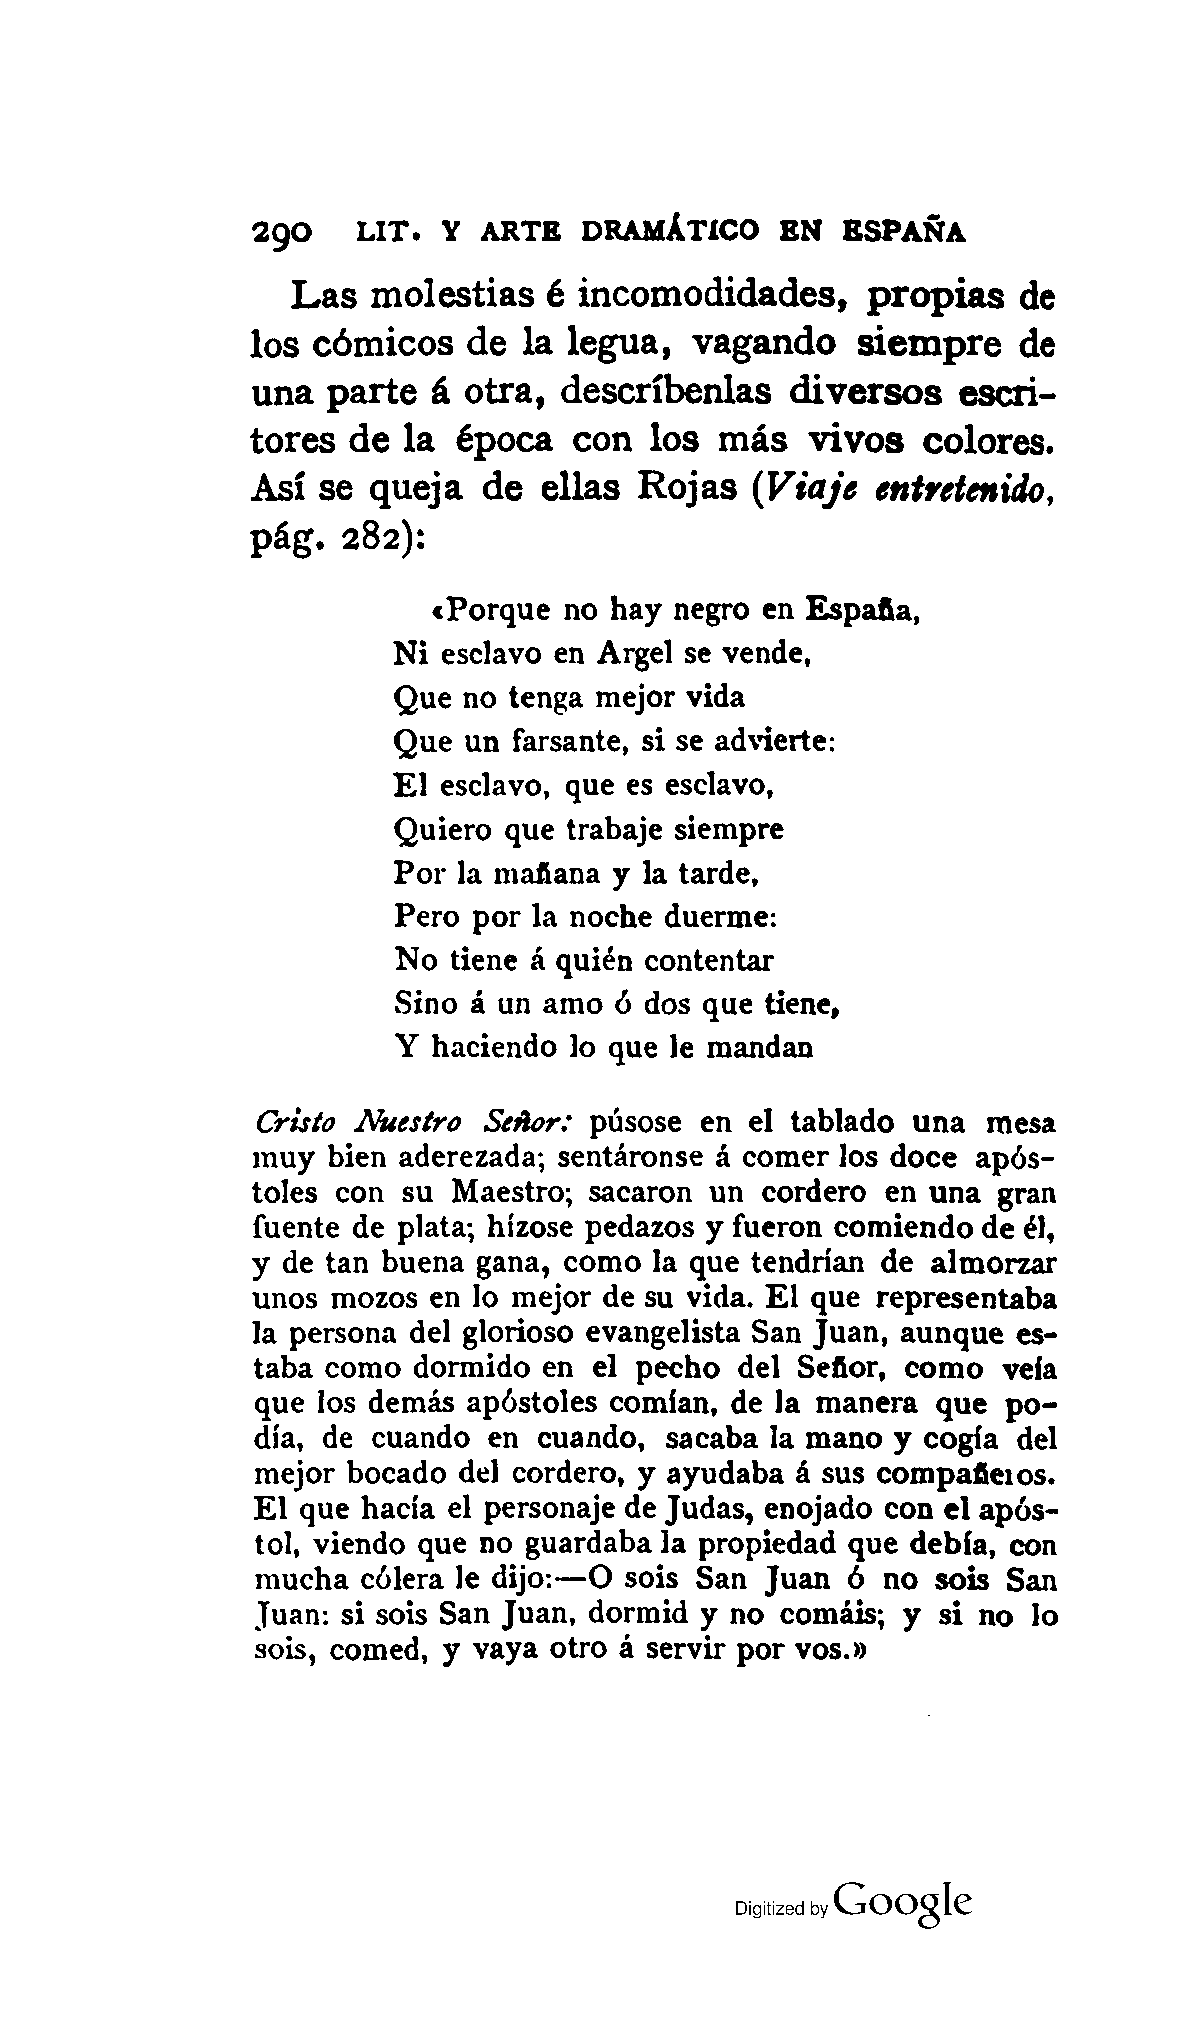 290 LIT. Y ARTE DRAMÁTICO EN ESPAÑA
Las molestias é incomodidades, propias de
los cómicos de la legua, vagando siempre de
una parte á otra, descríbenlas diversos escri-
tores de la época con los más vivos colores.
Así se queja de ellas Rojas (Viaje entretenido,
pág. 282):
«Porque no hay negro en España,
Ni esclavo en Argel se vende,
Que no tenga mejor vida
Que un farsante, si se advierte:
El esclavo, que es esclavo,
Quiero que trabaje siempre
Por la mañana y la tarde,
Pero por la noche duerme:
No tiene á quién contentar
Sino á un amo ó dos que tiene,
Y haciendo lo que le mandan
Cristo Nuestro Señor: púsose en el tablado una mesa
muy bien aderezada; sentáronse á comer los doce após-
toles con su Maestro; sacaron un cordero en una gran
fuente de plata; hízose pedazos y fueron comiendo de él,
y de tan buena gana, como la que tendrían de almorzar
unos mozos en lo mejor de su vida. El que representaba
la persona del glorioso evangelista San Juan, aunque es-
taba como dormido en el pecho del Señor, como veía
que los demás apóstoles comían, de la manera que po-
día, de cuando en cuando, sacaba la mano y cogía del
mejor bocado del cordero, y ayudaba á sus compañeros.
El que hacía el personaje de Judas, enojado con el após-
tol, viendo que no guardaba la propiedad que debía, con
mucha cólera le dijo:—O sois San Juan ó no sois San
Juan: si sois San Juan, dormid y no comáis; y si no lo
sois, comed, y vaya otro á servir por vos.»
Digitized by Google